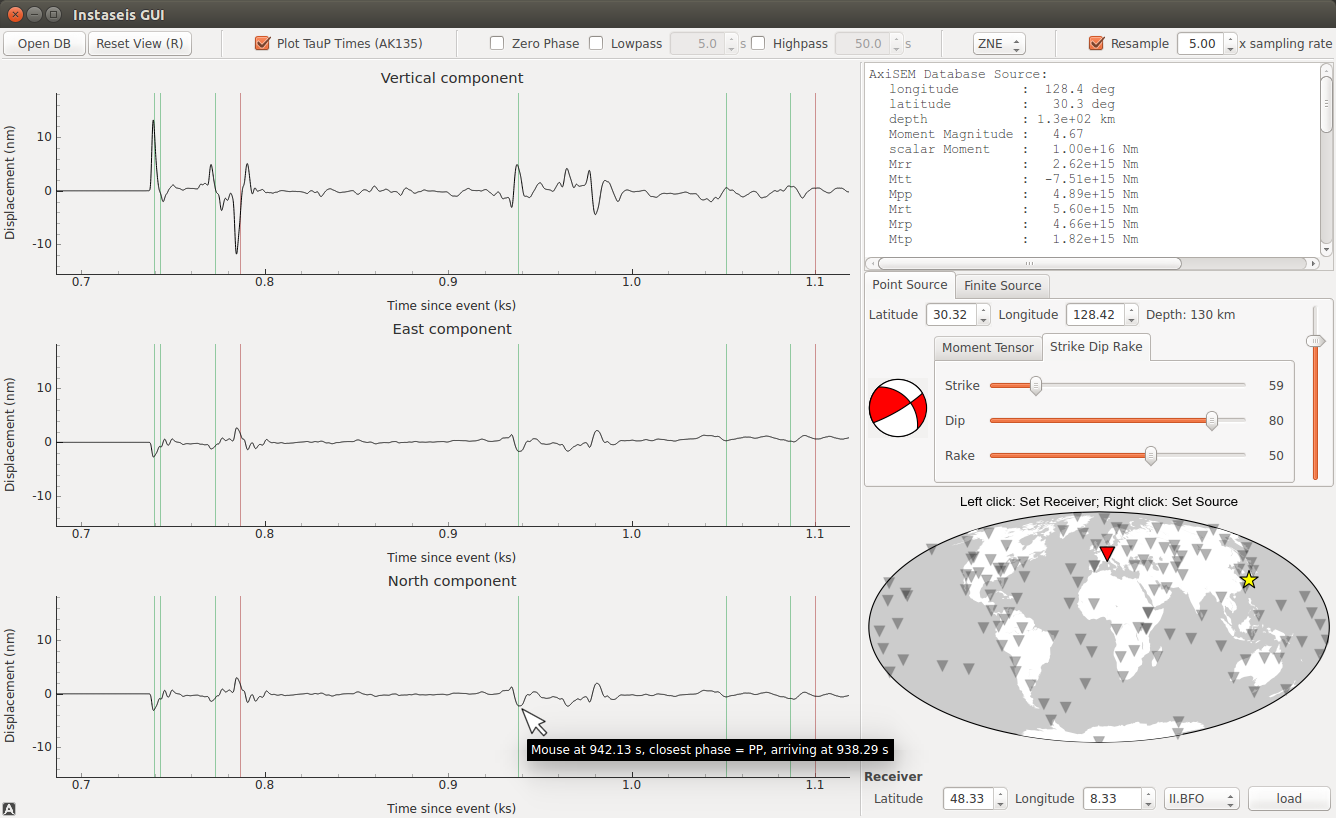 Instaseis GUI
Open DB Reset View (R) Plot TauP Times (AK135) Zero Phase Lowpass 5.0 s Highpass 50.0 s ZNE Resample 5.00 x sampling rate
Vertical component
Displacement (nm)
10
0
-10
0.7 0.8 0.9 1.0 1.1
Time since event (ks)
East component
Displacement (nm)
10
0
-10
0.7 0.8 0.9 1.0 1.1
Time since event (ks)
North component
Displacement (nm)
10
0
-10
Mouse at 942.13 s, closest phase = PP, arriving at 938.29 s
0.7 0.8 0.9 1.0 1.1
Time since event (ks)
A
AxiSEM Database Source:
longitude : 128.4 deg
latitude : 30.3 deg
depth : 1.3e+02 km
Moment Magnitude : 4.67
scalar Moment : 1.00e+16 Nm
Mrr : 2.62e+15 Nm
Mtt : -7.51e+15 Nm
Mpp : 4.89e+15 Nm
Mrt : 5.60e+15 Nm
Mrp : 4.66e+15 Nm
Mtp : 1.82e+15 Nm
Point Source Finite Source
Latitude 30.32 Longitude 128.42 Depth: 130 km
Moment Tensor Strike Dip Rake
Strike 59
Dip 80
Rake 50
Left click: Set Receiver; Right click: Set Source
Receiver
Latitude 48.33 Longitude 8.33 II.BFO load